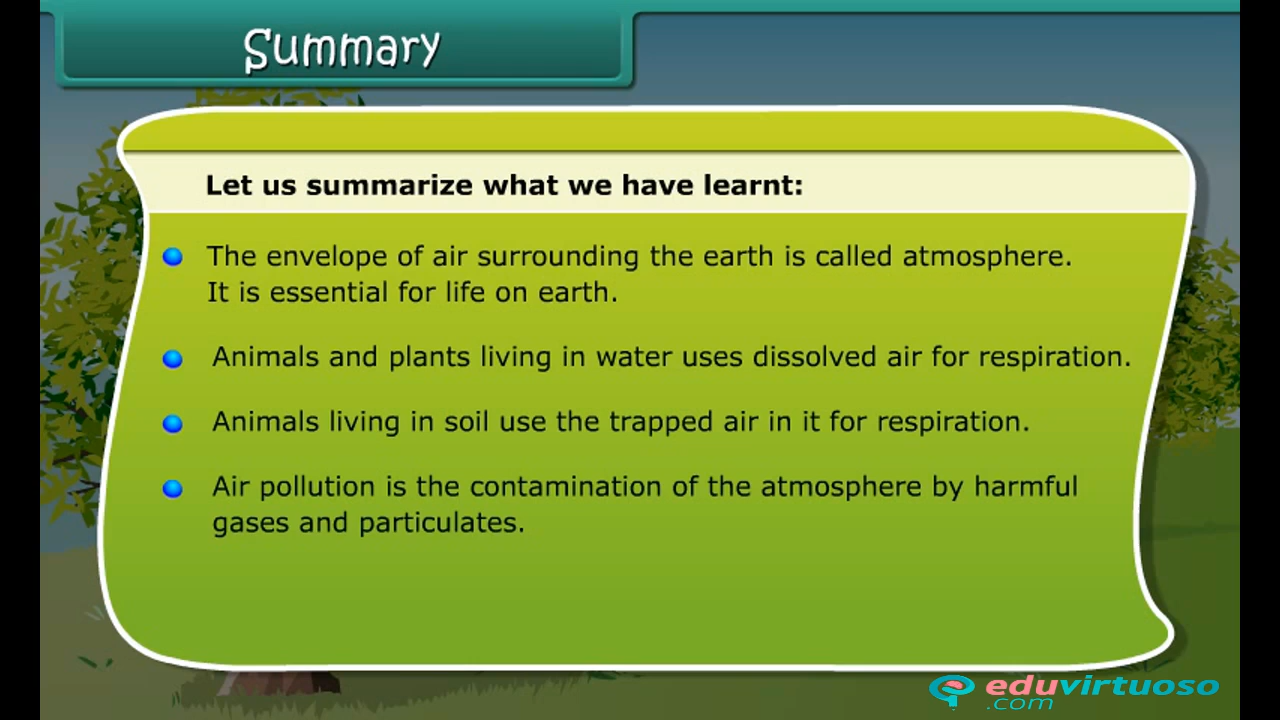 Summary
Let us summarize what we have learnt:
The envelope of air surrounding the earth is called atmosphere.
It is essential for life on earth.
Animals and plants living in water uses dissolved air for respiration.
Animals living in soil use the trapped air in it for respiration.
Air pollution is the contamination of the atmosphere by harmful
gases and particulates.
eduvirtuoso
.com